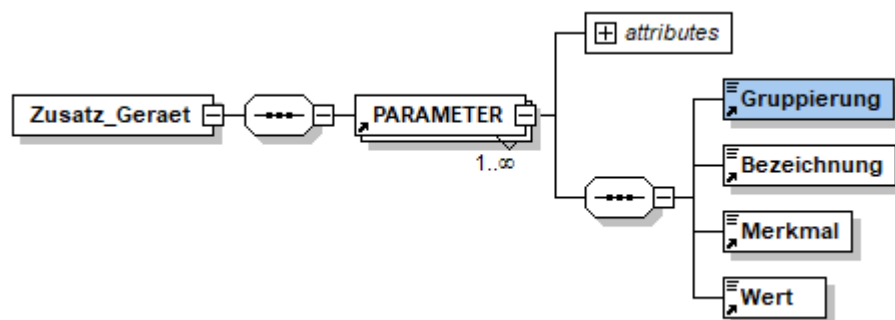 attributes
Zusatz_Geraet
PARAMETER
1..∞
Gruppierung
Bezeichnung
Merkmal
Wert